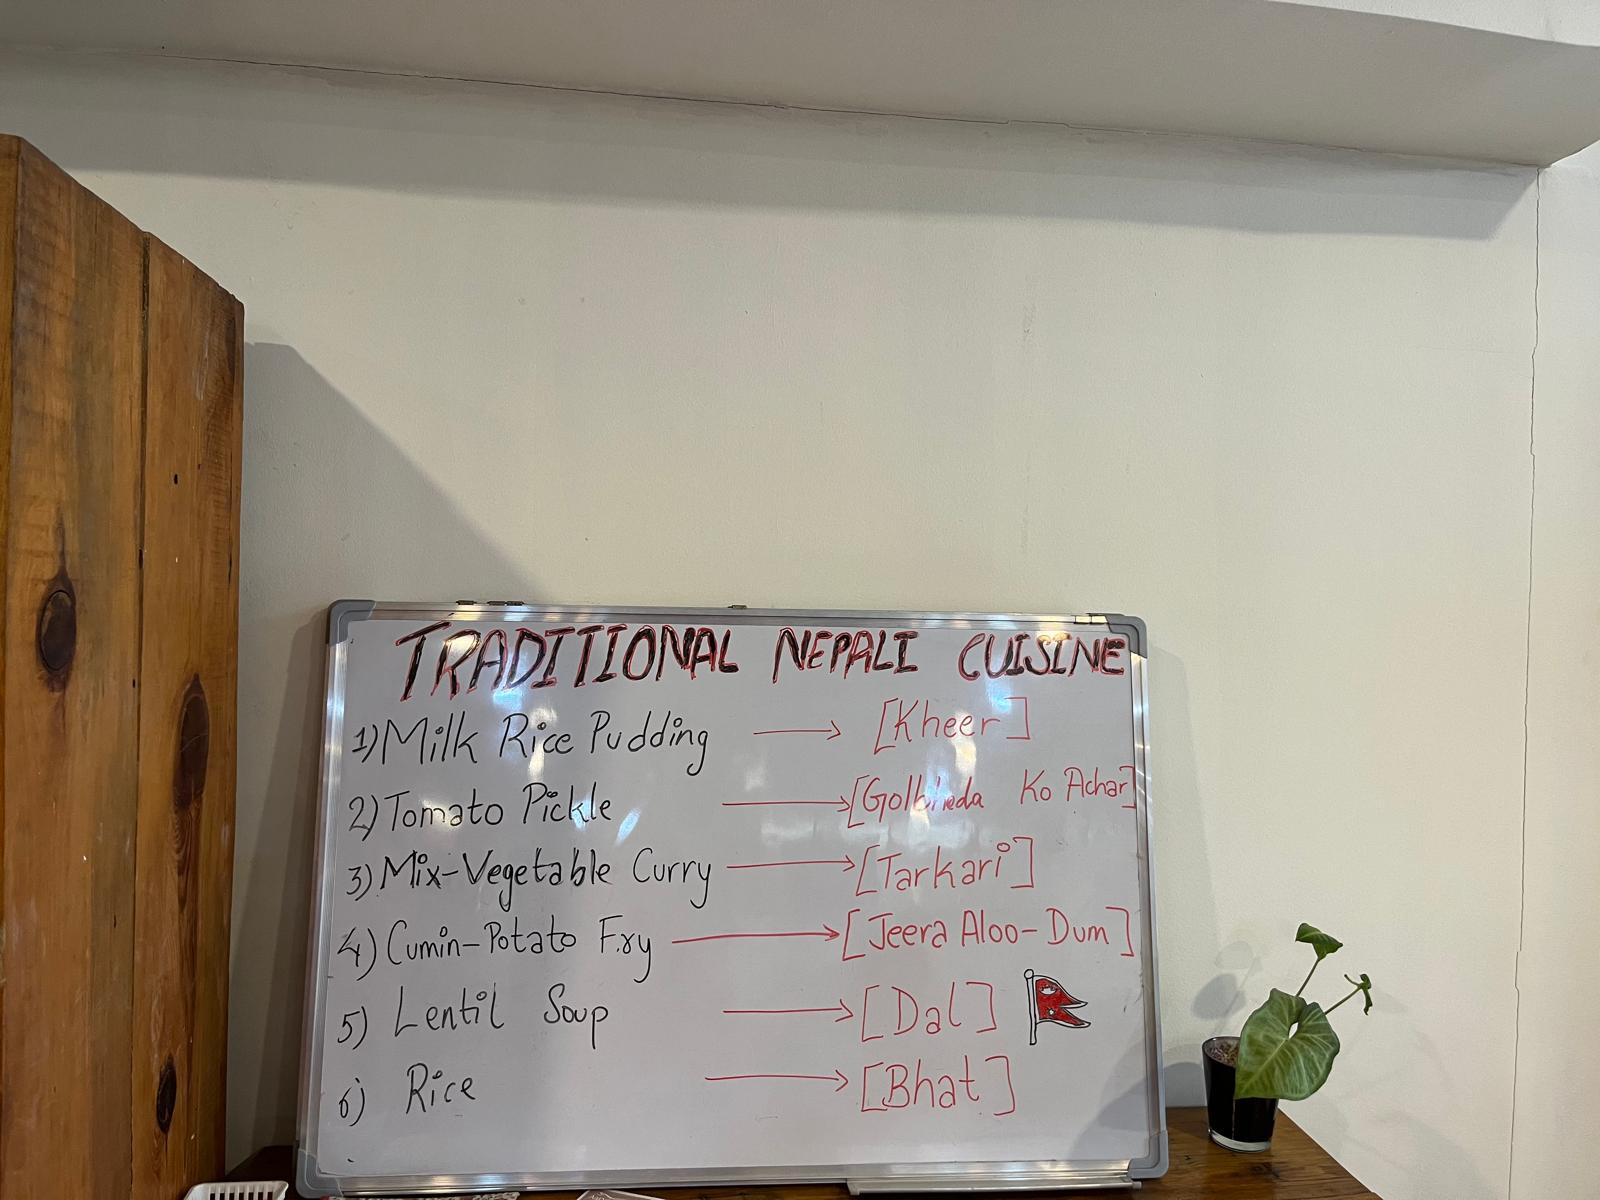 TRADITIONAL NEPALI CUISINE
1) Milk Rice Pudding → [Kheer]
2) Tomato Pickle → [Golbheda Ko Achar]
3) Mix-Vegetable Curry → [Tarkari]
4) Cumin-Potato Fry → [Jeera Aloo-Dum]
5) Lentil Soup → [Dal]
6) Rice → [Bhat]